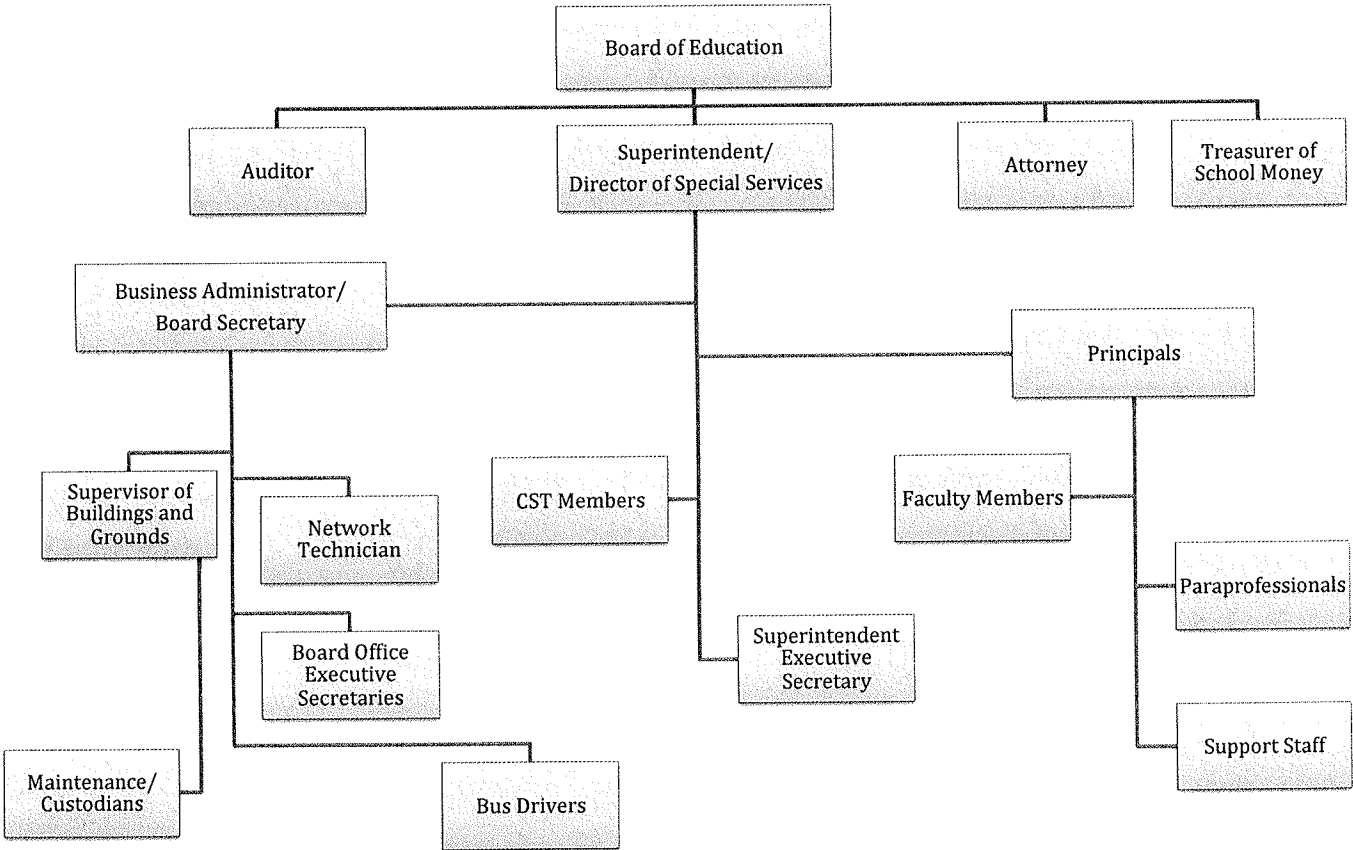 Board of Education
Auditor
Superintendent/
Director of Special Services
Attorney
Treasurer of
School Money
Business Administrator/
Board Secretary
Principals
Supervisor of
Buildings and
Grounds
Network
Technician
CST Members
Faculty Members
Paraprofessionals
Board Office
Executive
Secretaries
Superintendent
Executive
Secretary
Support Staff
Maintenance/
Custodians
Bus Drivers